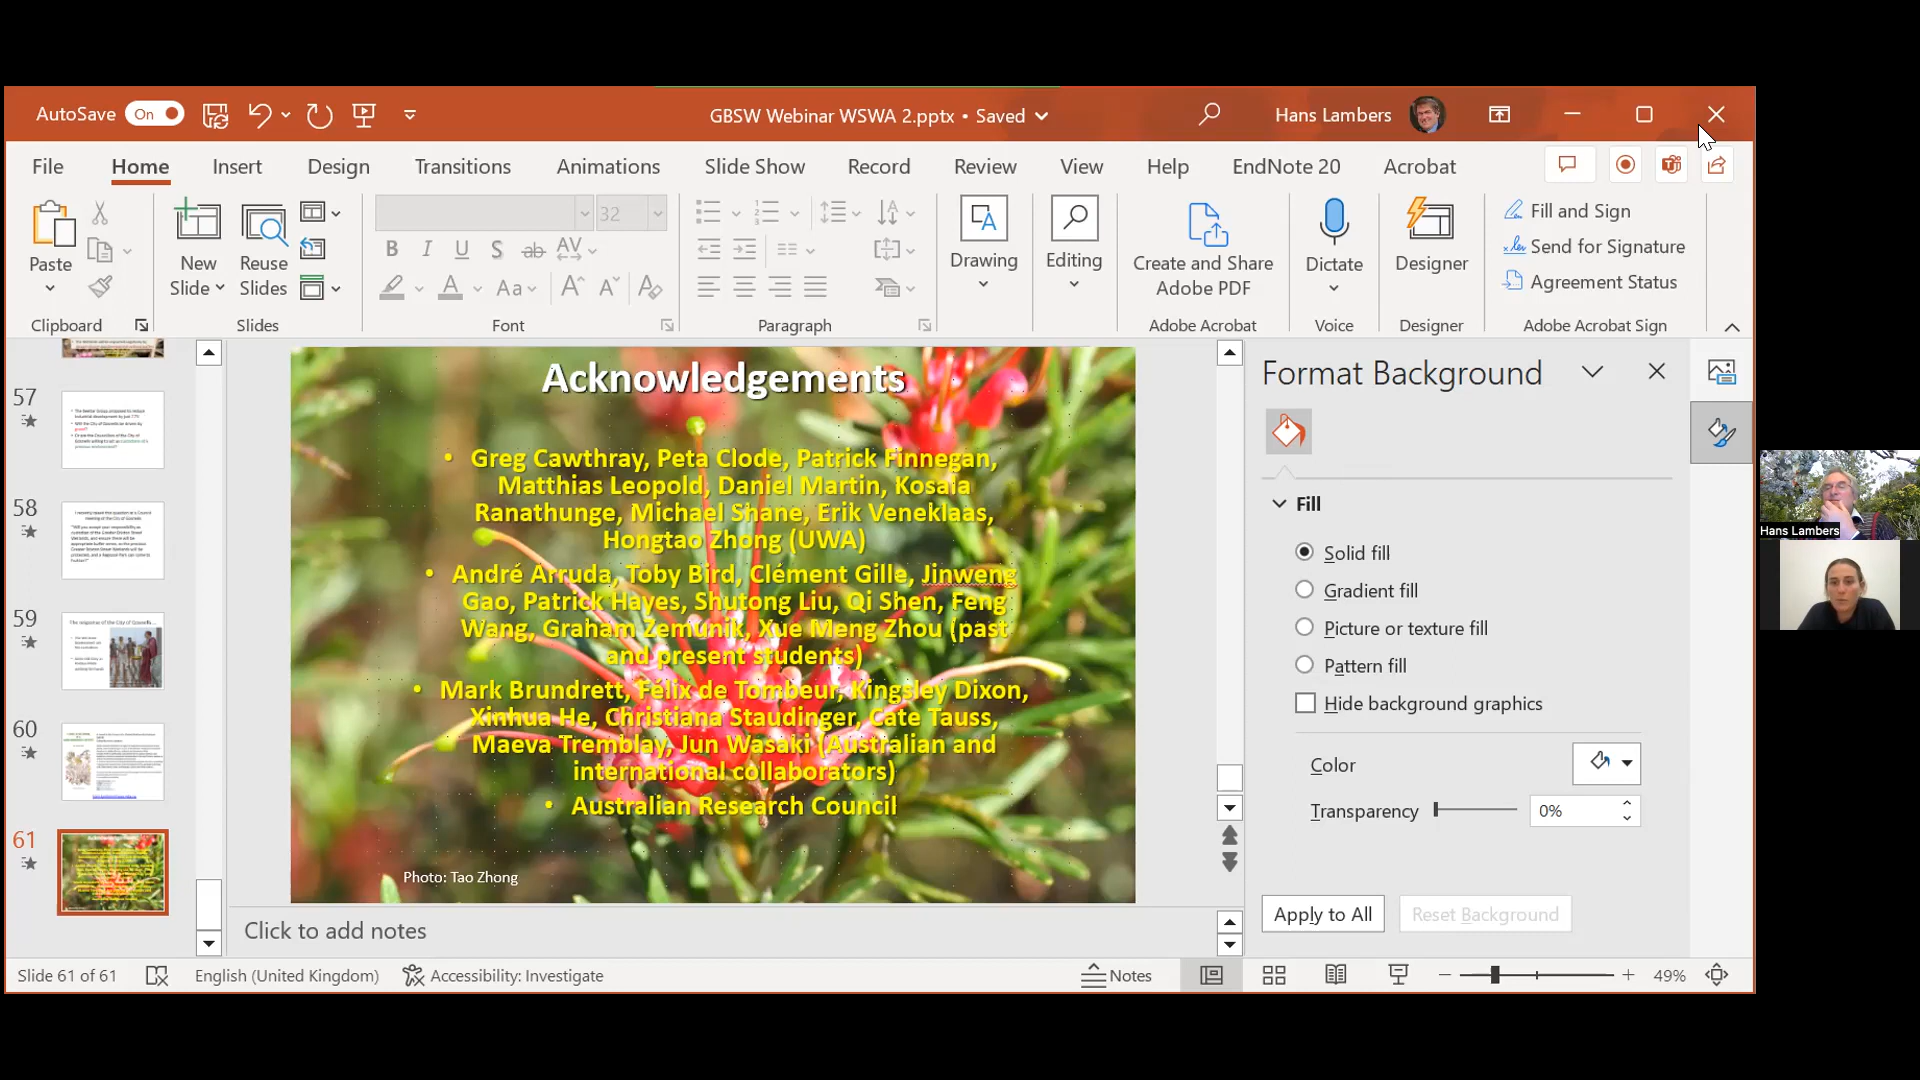 AutoSave On
GBSW Webinar WSWA 2.pptx • Saved
Hans Lambers
File Home Insert Design Transitions Animations Slide Show Record Review View Help EndNote 20 Acrobat
Paste
New Slide
Reuse Slides
32
Drawing
Editing
Create and Share Adobe PDF
Dictate
Designer
Fill and Sign
Send for Signature
Agreement Status
Clipboard
Slides
Font
Paragraph
Adobe Acrobat
Voice
Designer
Adobe Acrobat Sign
57
58
59
60
61
Acknowledgements
• Greg Cawthray, Peta Clode, Patrick Finnegan,
Matthias Leopold, Daniel Martin, Kosala
Ranathunge, Michael Shane, Erik Veneklaas,
Hongtao Zhong (UWA)
• André Arruda, Toby Bird, Clément Gille, Jinweng
Gao, Patrick Hayes, Shutong Liu, Qi Shen, Feng
Wang, Graham Zemunik, Xue Meng Zhou (past
and present students)
• Mark Brundrett, Félix de Tombeur, Kingsley Dixon,
Xinhua He, Christiana Staudinger, Cate Tauss,
Maeva Tremblay, Jun Wasaki (Australian and
international collaborators)
• Australian Research Council
Photo: Tao Zhong
Format Background
Fill
Solid fill
Gradient fill
Picture or texture fill
Pattern fill
Hide background graphics
Color
Transparency 0%
Apply to All
Reset Background
Hans Lambers
Click to add notes
Slide 61 of 61
English (United Kingdom)
Accessibility: Investigate
Notes
49%